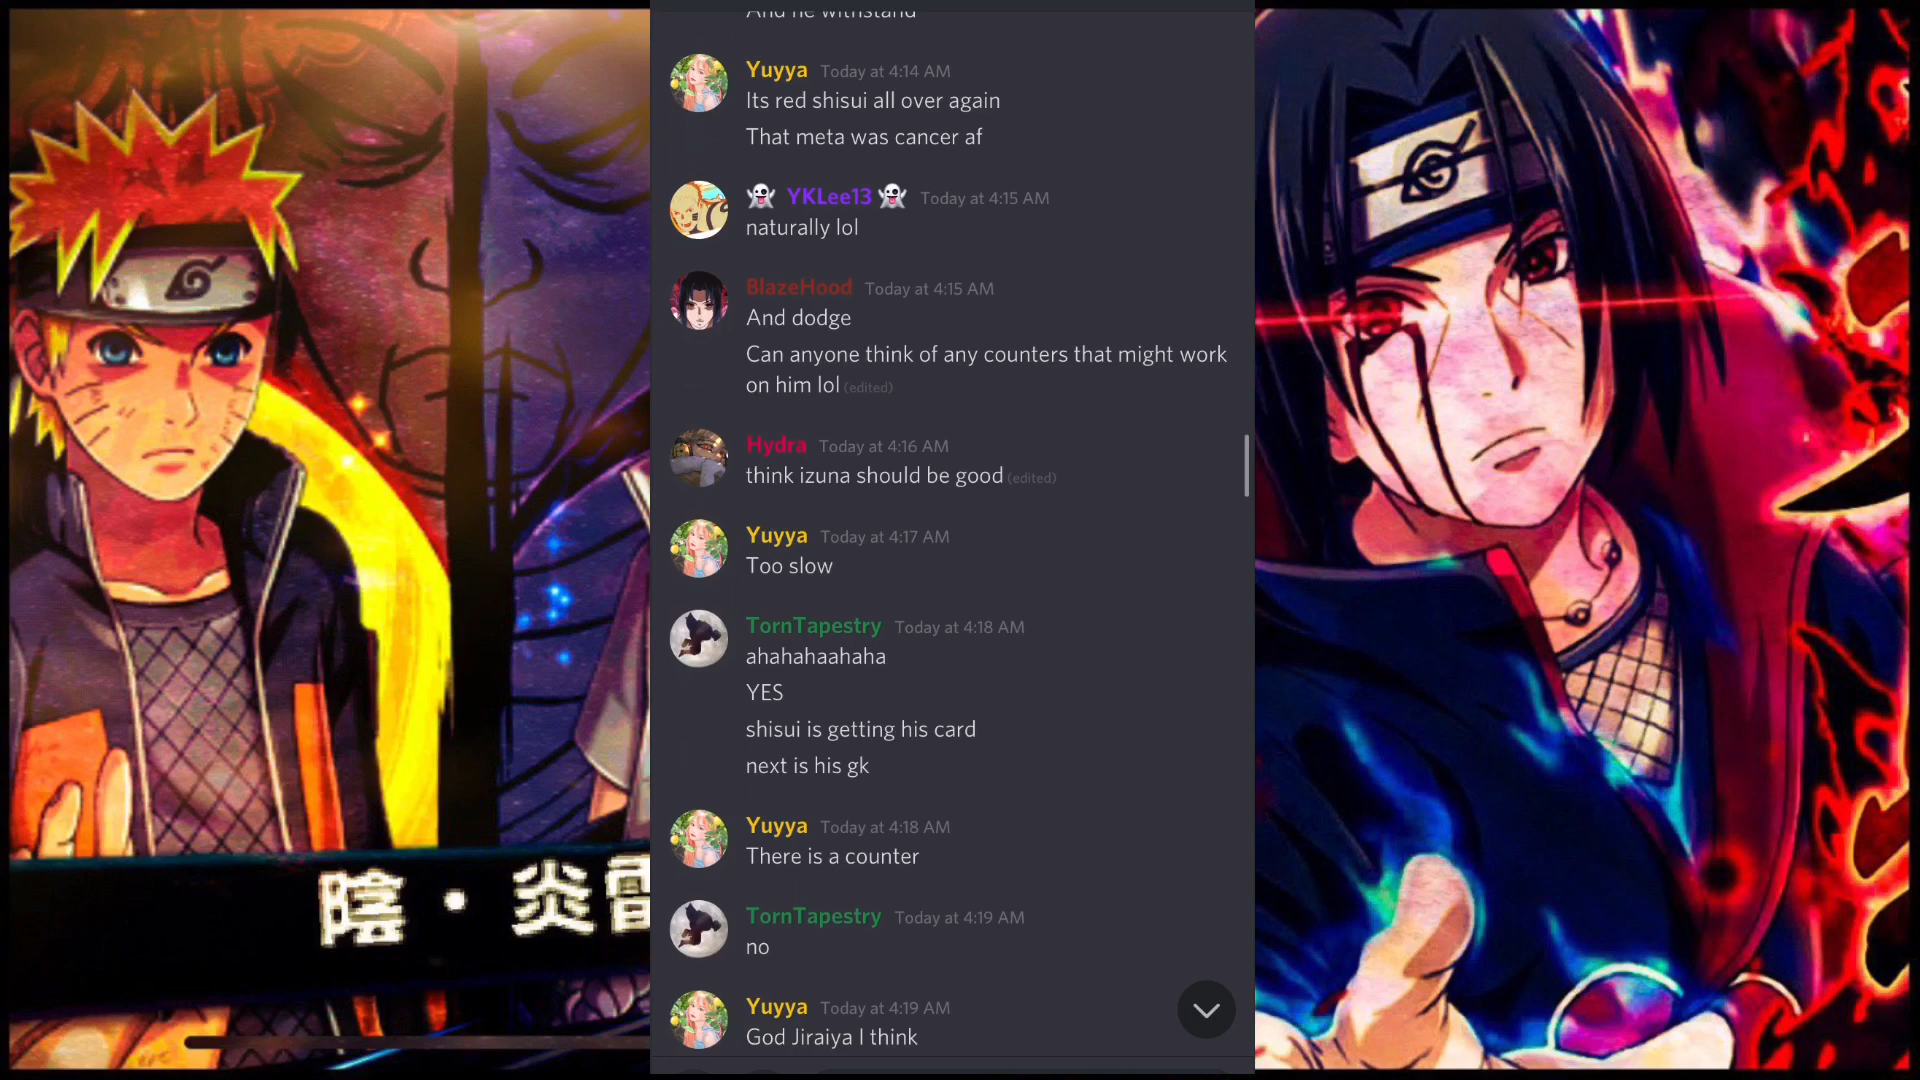 And he withstand
Yuyya Today at 4:14 AM
Its red shisui all over again
That meta was cancer af
👻 YKLee13 👻 Today at 4:15 AM
naturally lol
BlazeHood Today at 4:15 AM
And dodge
Can anyone think of any counters that might work
on him lol (edited)
Hydra Today at 4:16 AM
think izuna should be good (edited)
Yuyya Today at 4:17 AM
Too slow
TornTapestry Today at 4:18 AM
ahahahaahaha
YES
shisui is getting his card
next is his gk
Yuyya Today at 4:18 AM
There is a counter
TornTapestry Today at 4:19 AM
no
Yuyya Today at 4:19 AM
God Jiraiya I think
陰・炎雷